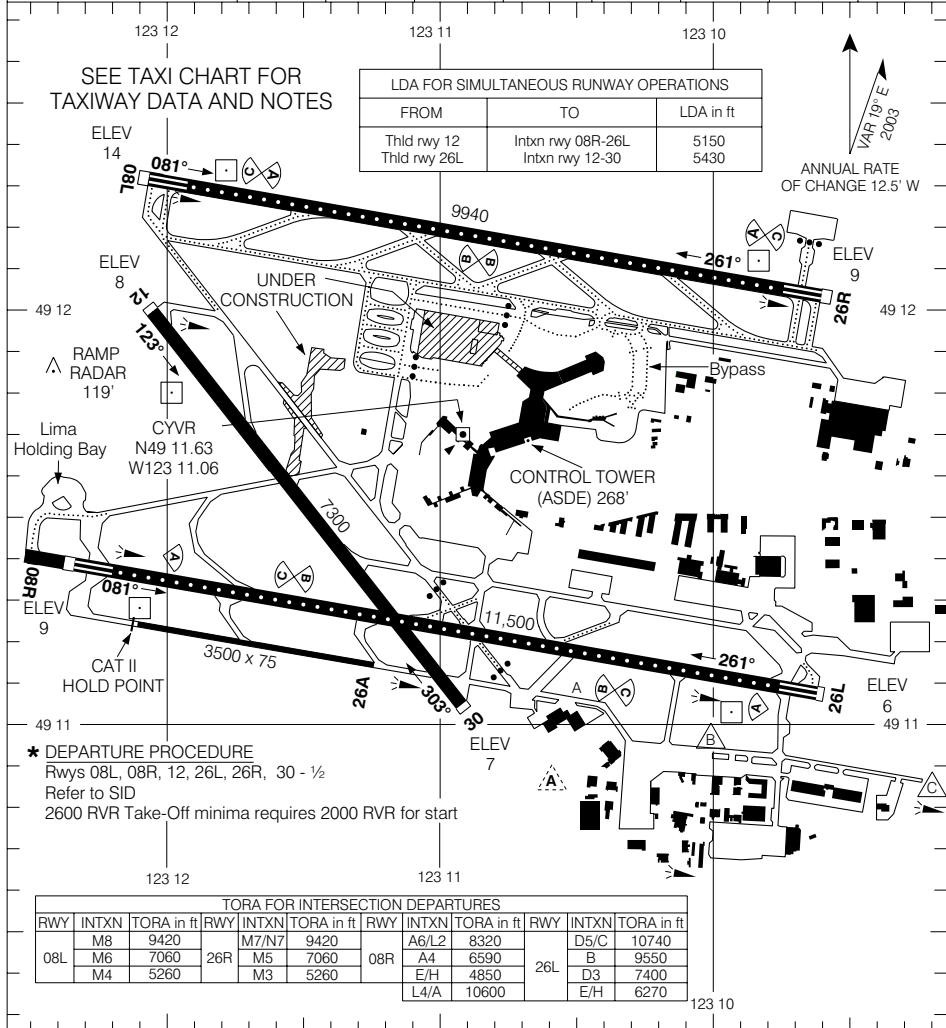 123 12
123 11
123 10
SEE TAXI CHART FOR
TAXIWAY DATA AND NOTES
LDA FOR SIMULTANEOUS RUNWAY OPERATIONS
FROM TO LDA in ft
Thld rwy 12 Intxn rwy 08R-26L 5150
Thld rwy 26L Intxn rwy 12-30 5430
VAR 19° E
2003
ANNUAL RATE
OF CHANGE 12.5' W
ELEV
14
08L
081°
C
A
9940
B
B
A
C
261°
ELEV
9
26R
ELEV
8
12
123°
UNDER
CONSTRUCTION
49 12
49 12
RAMP
RADAR
119'
Bypass
CYVR
N49 11.63
W123 11.06
Lima
Holding Bay
CONTROL TOWER
(ASDE) 268'
7300
08R
A
081°
C
B
ELEV
9
11,500
261°
CAT II
HOLD POINT
3500 x 75
26A
303°
30
A
B
C
A
26L
ELEV
6
49 11
49 11
ELEV
7
B
A
C
* DEPARTURE PROCEDURE
Rwys 08L, 08R, 12, 26L, 26R, 30 - ½
Refer to SID
2600 RVR Take-Off minima requires 2000 RVR for start
123 12
123 11
TORA FOR INTERSECTION DEPARTURES
RWY INTXN TORA in ft RWY INTXN TORA in ft RWY INTXN TORA in ft RWY INTXN TORA in ft
08L M8 9420 26R M7/N7 9420 08R A6/L2 8320 26L D5/C 10740
M6 7060 M5 7060 A4 6590 B 9550
M4 5260 M3 5260 E/H 4850 D3 7400
L4/A 10600 E/H 6270
123 10